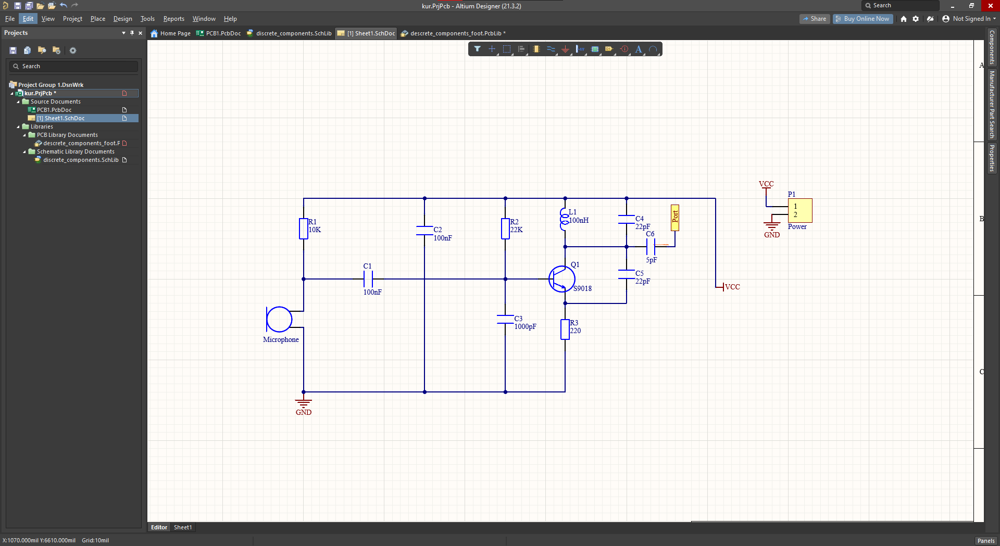 kur.PrjPcb - Altium Designer (21.3.2)
Search
File Edit View Project Place Design Tools Reports Window Help
Share
Buy Online Now
Not Signed In
Projects
Home Page
PCB1.PcbDoc
discrete_components.SchLib
[1] Sheet1.SchDoc
descrete_components_foot.PcbLib *
Search
Project Group 1.DsnWrk
kur.PrjPcb *
Source Documents
PCB1.PcbDoc
[1] Sheet1.SchDoc
Libraries
PCB Library Documents
descrete_components_foot.P
Schematic Library Documents
discrete_components.SchLib
Components
Manufacturer Part Search
Properties
A
B
C
VCC
P1
1
2
Power
GND
R1
10K
C2
100nF
R2
22K
L1
100nH
C4
22pF
Port
C6
5pF
C1
100nF
Q1
S9018
C5
22pF
VCC
C3
1000pF
R3
220
Microphone
GND
Editor Sheet1
X:1070.000mil Y:6610.000mil Grid:10mil
Panels